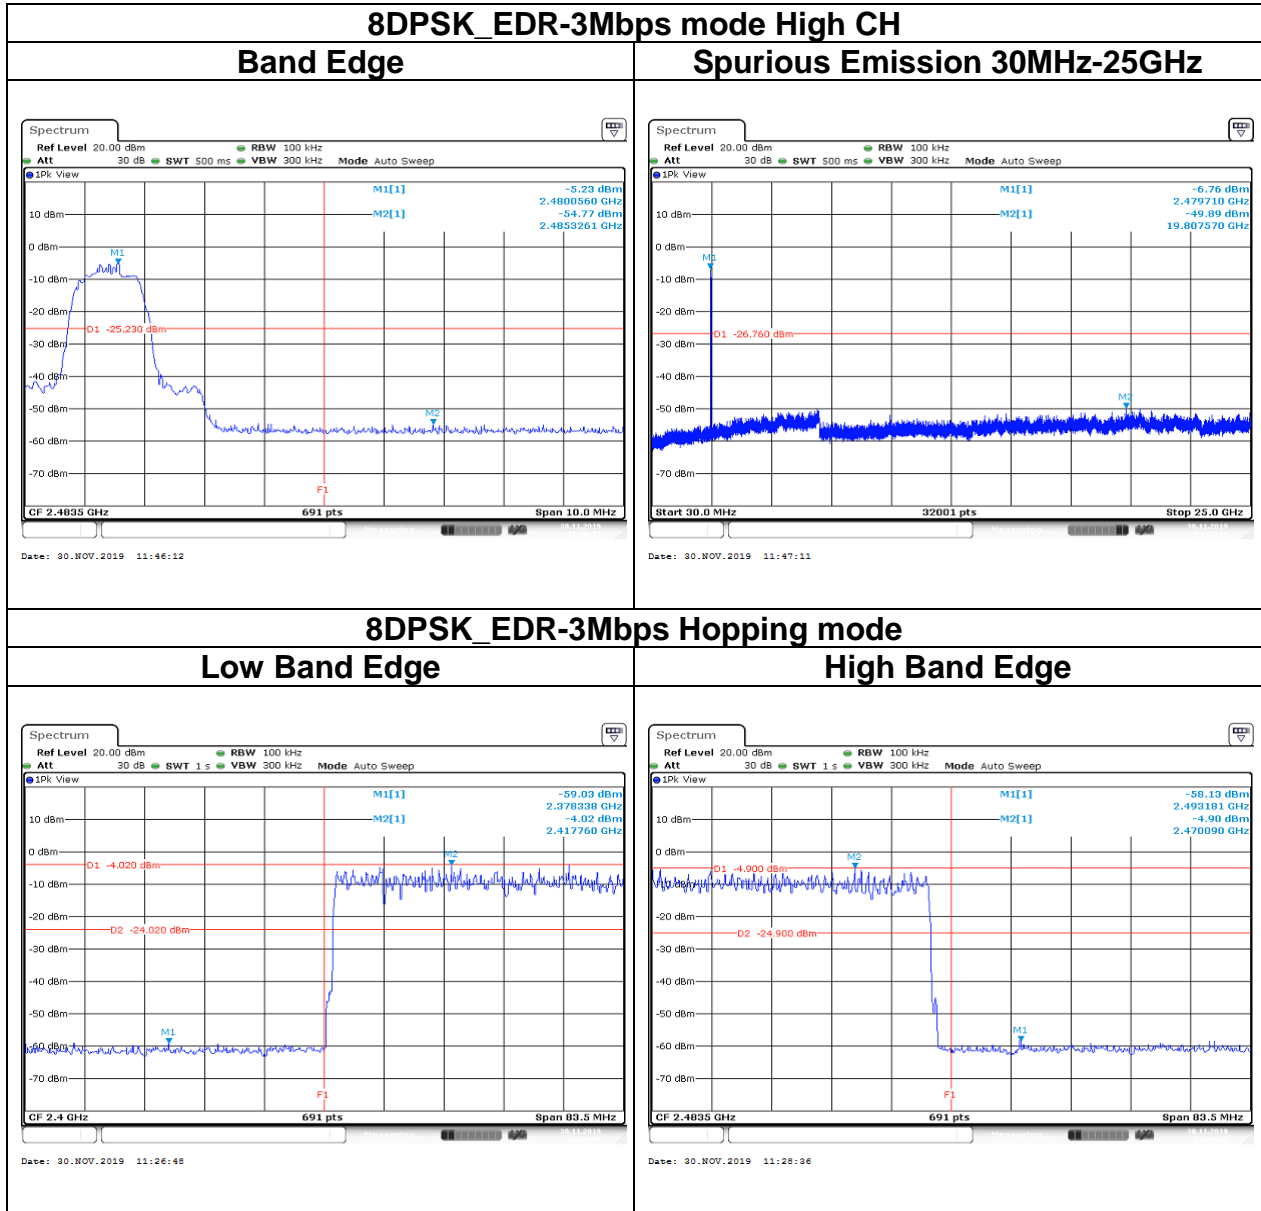 8DPSK_EDR-3Mbps mode High CH
Band Edge
Spurious Emission 30MHz-25GHz
Spectrum
Ref Level 20.00 dBm RBW 100 kHz
Att 30 dB SWT 500 ms VBW 300 kHz Mode Auto Sweep
1Pk View
M1[1] -5.23 dBm
2.4800560 GHz
M2[1] -54.77 dBm
2.4853261 GHz
10 dBm
0 dBm
M1
-10 dBm
-20 dBm
D1 -25.230 dBm
-30 dBm
-40 dBm
-50 dBm
M2
-60 dBm
-70 dBm
F1
CF 2.4835 GHz 691 pts Span 10.0 MHz
Date: 30.NOV.2019 11:46:12
Spectrum
Ref Level 20.00 dBm RBW 100 kHz
Att 30 dB SWT 500 ms VBW 300 kHz Mode Auto Sweep
1Pk View
M1[1] -6.76 dBm
2.479710 GHz
M2[1] -49.89 dBm
19.807570 GHz
10 dBm
0 dBm
M1
-10 dBm
-20 dBm
D1 -26.760 dBm
-30 dBm
-40 dBm
M2
-50 dBm
-60 dBm
-70 dBm
Start 30.0 MHz 32001 pts Stop 25.0 GHz
Date: 30.NOV.2019 11:47:11
8DPSK_EDR-3Mbps Hopping mode
Low Band Edge
High Band Edge
Spectrum
Ref Level 20.00 dBm RBW 100 kHz
Att 30 dB SWT 1 s VBW 300 kHz Mode Auto Sweep
1Pk View
M1[1] -59.03 dBm
2.378338 GHz
M2[1] -4.02 dBm
2.417760 GHz
10 dBm
0 dBm
M2
D1 -4.020 dBm
-10 dBm
-20 dBm
D2 -24.020 dBm
-30 dBm
-40 dBm
-50 dBm
M1
-60 dBm
-70 dBm
F1
CF 2.4 GHz 691 pts Span 83.5 MHz
Date: 30.NOV.2019 11:26:48
Spectrum
Ref Level 20.00 dBm RBW 100 kHz
Att 30 dB SWT 1 s VBW 300 kHz Mode Auto Sweep
1Pk View
M1[1] -58.13 dBm
2.493181 GHz
M2[1] -4.90 dBm
2.470090 GHz
10 dBm
0 dBm
M2
D1 -4.900 dBm
-10 dBm
-20 dBm
D2 -24.900 dBm
-30 dBm
-40 dBm
-50 dBm
M1
-60 dBm
-70 dBm
F1
CF 2.4835 GHz 691 pts Span 83.5 MHz
Date: 30.NOV.2019 11:28:36